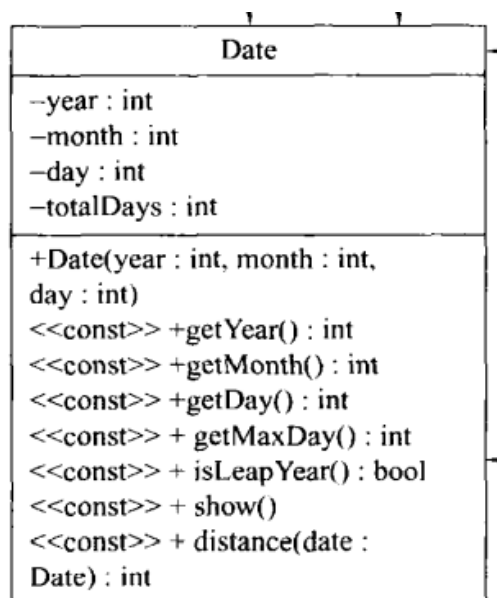 Date
–year : int
–month : int
–day : int
–totalDays : int
+Date(year : int, month : int,
day : int)
<<const>> +getYear() : int
<<const>> +getMonth() : int
<<const>> +getDay() : int
<<const>> + getMaxDay() : int
<<const>> + isLeapYear() : bool
<<const>> + show()
<<const>> + distance(date :
Date) : int